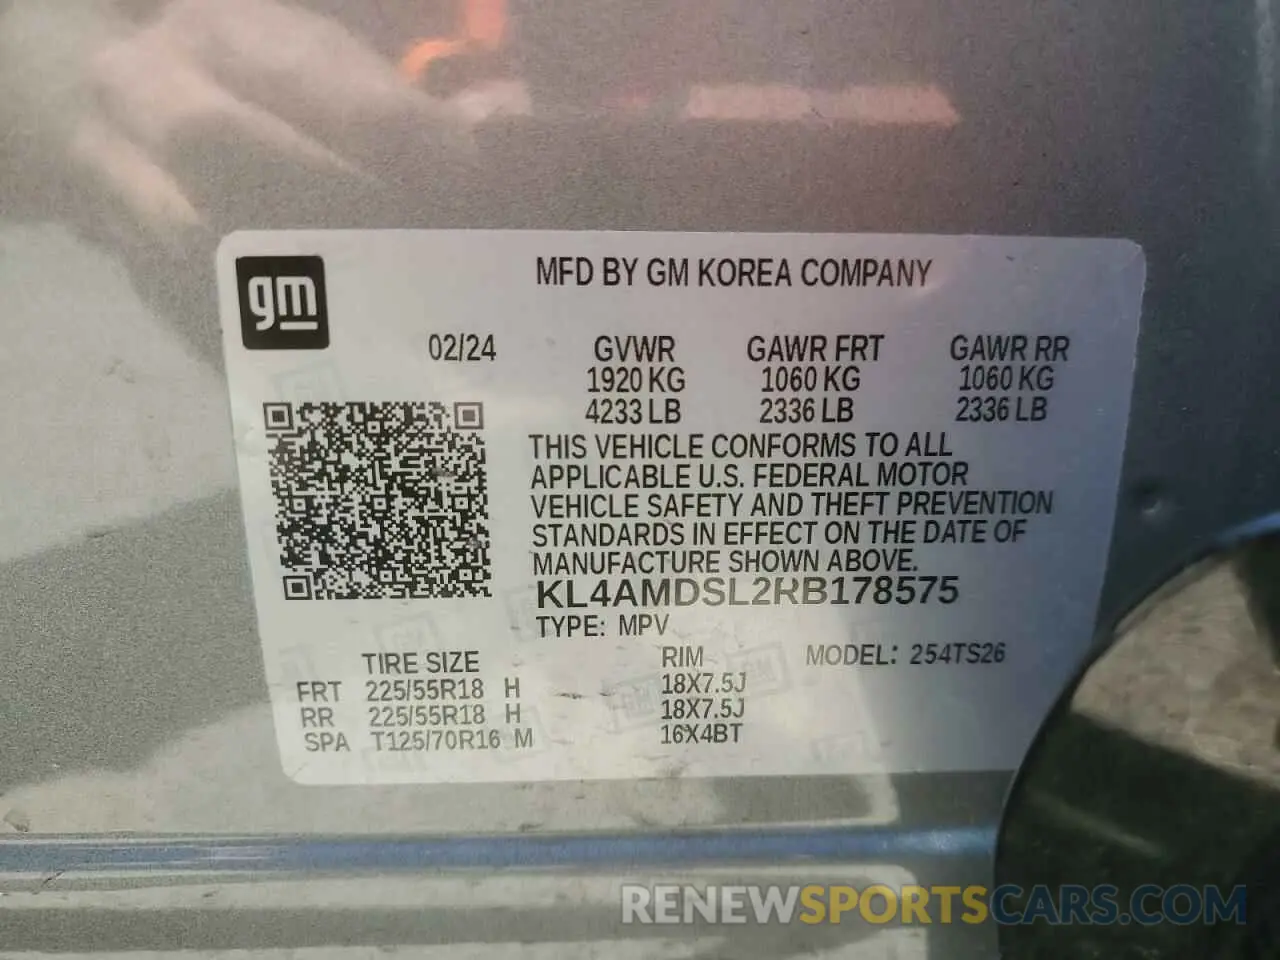 gm
MFD BY GM KOREA COMPANY
02/24 GVWR GAWR FRT GAWR RR
1920 KG 1060 KG 1060 KG
4233 LB 2336 LB 2336 LB
THIS VEHICLE CONFORMS TO ALL
APPLICABLE U.S. FEDERAL MOTOR
VEHICLE SAFETY AND THEFT PREVENTION
STANDARDS IN EFFECT ON THE DATE OF
MANUFACTURE SHOWN ABOVE.
KL4AMDSL2RB178575
TYPE: MPV
TIRE SIZE RIM MODEL: 254TS26
FRT 225/55R18 H 18X7.5J
RR 225/55R18 H 18X7.5J
SPA T125/70R16 M 16X4BT
RENEWSPORTSCARS.COM